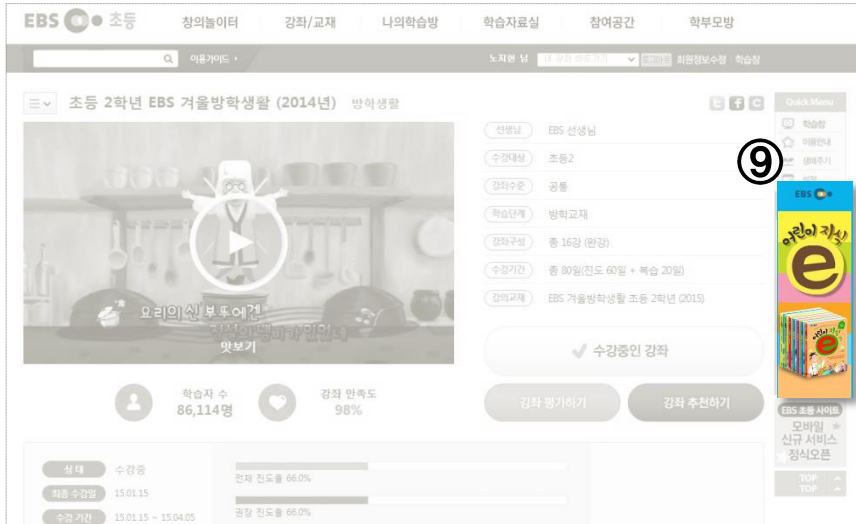 EBS 초등
창의놀이터 강좌/교재 나의학습방 학습자료실 참여공간 학부모방
이용가이드
노지현 님 내 강좌 바로가기 회원정보수정 학습창
초등 2학년 EBS 겨울방학생활 (2014년) 방학생활
선생님 EBS 선생님
수강대상 초등2
강좌수준 공통
학습단계 방학교재
강좌구성 총 16강 (완강)
수강기간 총 80일(진도 60일 + 복습 20일)
강의교재 EBS 겨울방학생활 초등 2학년 (2015)
요리의 신 부뚜에겐
맛보기
수강중인 강좌
학습자 수
86,114명
강좌 만족도
98%
강좌 평가하기 강좌 추천하기
상 태 수강중
최종 수강일 15.01.15
수강 기간 15.01.15 ~ 15.04.05
전체 진도율 66.0%
권장 진도율 66.0%
Quick Menu
학습창
이용안내
⑨
EBS
어린이 지식
e
EBS 초등 사이트
모바일
신규 서비스
정식오픈
TOP
TOP